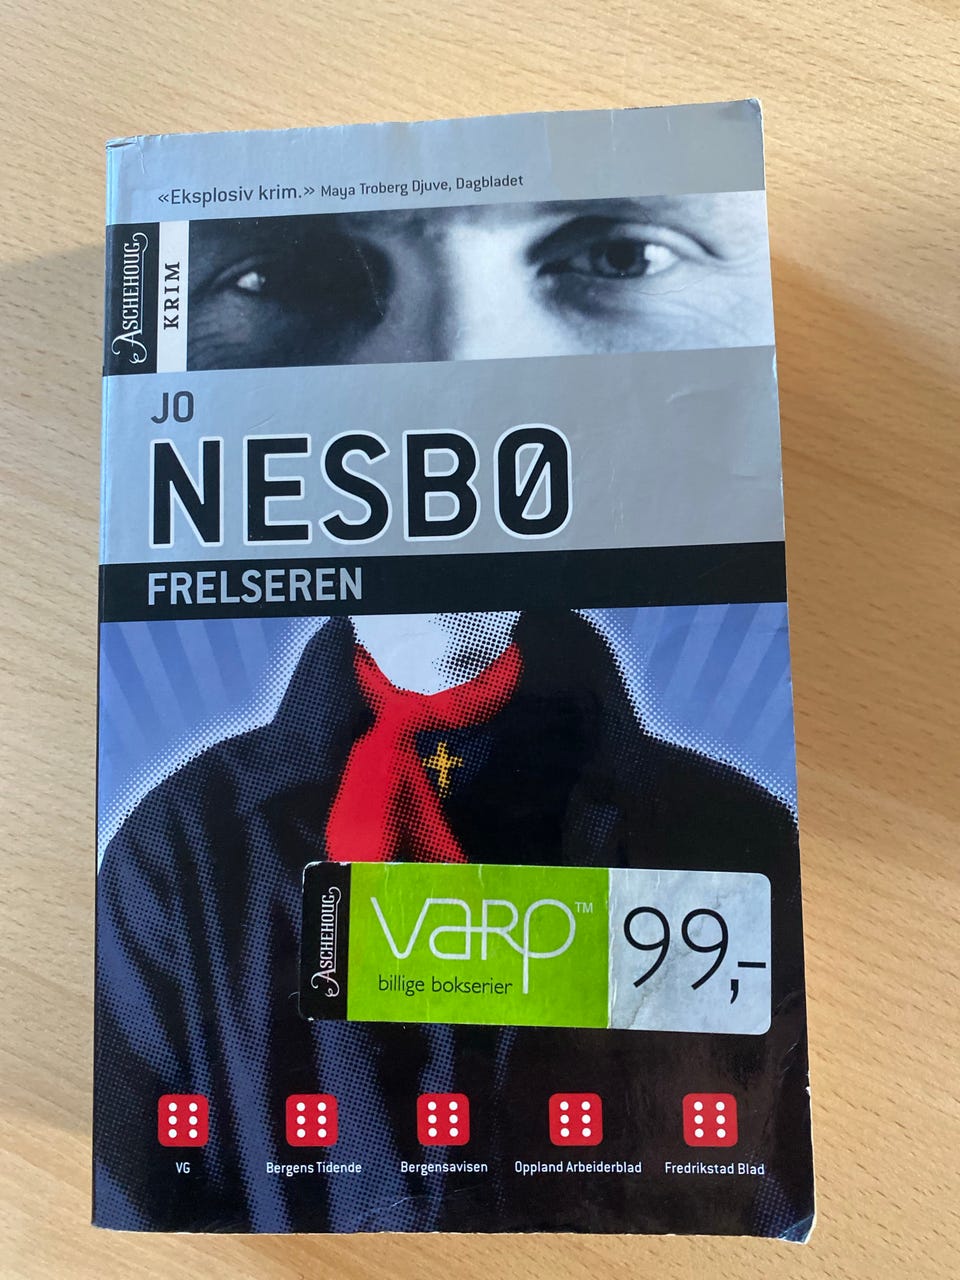 «Eksplosiv krim.» Maya Troberg Djuve, Dagbladet
ASCHEHOUG
KRIM
JO
NESBØ
FRELSEREN
ASCHEHOUG
VARP™
billige bokserier
99,-
VG
Bergens Tidende
Bergensavisen
Oppland Arbeiderblad
Fredrikstad Blad